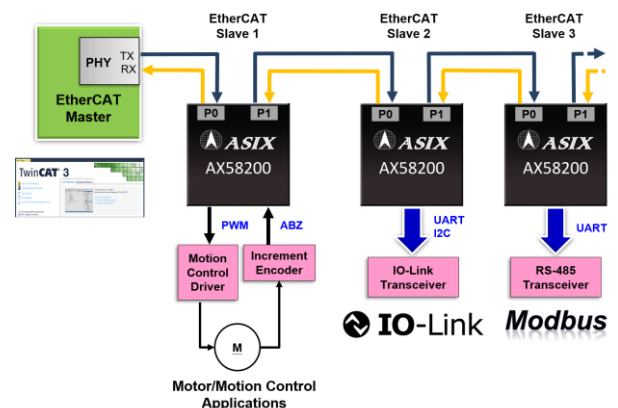 EtherCAT
Slave 1
EtherCAT
Slave 2
EtherCAT
Slave 3
PHY
TX
RX
EtherCAT
Master
P0
P1
P0
P1
P0
P1
ASIX
AX58200
ASIX
AX58200
ASIX
AX58200
TwinCAT 3
PWM
ABZ
UART
I2C
UART
Motion
Control
Driver
Increment
Encoder
IO-Link
Transceiver
RS-485
Transceiver
M
IO-Link
Modbus
Motor/Motion Control
Applications